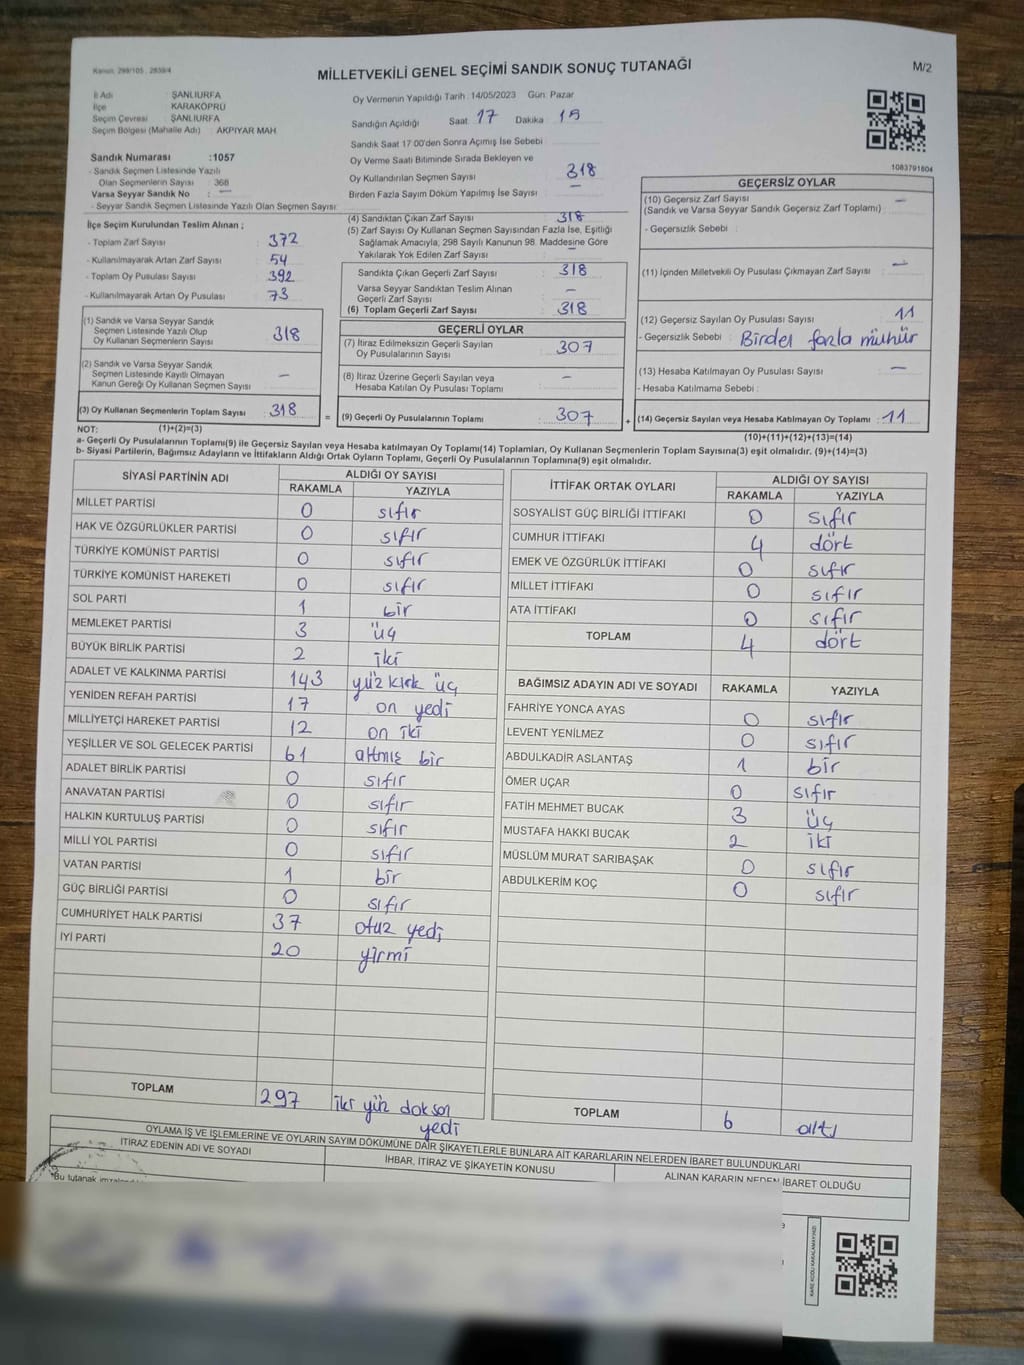 Kanun: 298/105 , 2839/4
MİLLETVEKİLİ GENEL SEÇİMİ SANDIK SONUÇ TUTANAĞI
M/2
İl Adı : ŞANLIURFA
İlçe : KARAKÖPRÜ
Seçim Çevresi : ŞANLIURFA
Seçim Bölgesi (Mahalle Adı) : AKPIYAR MAH.
Oy Vermenin Yapıldığı Tarih : 14/05/2023 Gün: Pazar
Sandığın Açıldığı Saat 17 Dakika 15
Sandık Saat 17:00'den Sonra Açımış İse Sebebi :
Oy Verme Saati Bitiminde Sırada Bekleyen ve
Oy Kullandırılan Seçmen Sayısı 318
Birden Fazla Sayım Döküm Yapılmış İse Sayısı —
Sandık Numarası :1057
- Sandık Seçmen Listesinde Yazılı
Olan Seçmenlerin Sayısı : 368
Varsa Seyyar Sandık No : —
- Seyyar Sandık Seçmen Listesinde Yazılı Olan Seçmen Sayısı:
1083791604
İlçe Seçim Kurulundan Teslim Alınan ;
- Toplam Zarf Sayısı : 372
- Kullanılmayarak Artan Zarf Sayısı : 54
- Toplam Oy Pusulası Sayısı : 392
- Kullanılmayarak Artan Oy Pusulası : 73
(4) Sandıktan Çıkan Zarf Sayısı : 318
(5) Zarf Sayısı Oy Kullanan Seçmen Sayısından Fazla İse, Eşitliği
Sağlamak Amacıyla, 298 Sayılı Kanunun 98. Maddesine Göre
Yakılarak Yok Edilen Zarf Sayısı : —
Sandıkta Çıkan Geçerli Zarf Sayısı : 318
Varsa Seyyar Sandıktan Teslim Alınan
Geçerli Zarf Sayısı : —
(6) Toplam Geçerli Zarf Sayısı : 318
GEÇERSİZ OYLAR
(10) Geçersiz Zarf Sayısı —
(Sandık ve Varsa Seyyar Sandık Geçersiz Zarf Toplamı) :
- Geçersizlik Sebebi :
(11) İçinden Milletvekili Oy Pusulası Çıkmayan Zarf Sayısı : —
(12) Geçersiz Sayılan Oy Pusulası Sayısı : 11
- Geçersizlik Sebebi : Birdel fazla mühür
(13) Hesaba Katılmayan Oy Pusulası Sayısı : —
- Hesaba Katılmama Sebebi :
(14) Geçersiz Sayılan veya Hesaba Katılmayan Oy Toplamı : 11
(10)+(11)+(12)+(13)=(14)
(1) Sandık ve Seyyar Sandık
Seçmen Listesinde Yazılı Olup
Oy Kullanan Seçmenlerin Sayısı : 318
(2) Sandık ve Varsa Seyyar Sandık
Seçmen Listesinde Kayıtlı Olmayan
Kanun Gereği Oy Kullanan Seçmen Sayısı : —
(3) Oy Kullanan Seçmenlerin Toplam Sayısı : 318 =
NOT: (1)+(2)=(3)
GEÇERLİ OYLAR
(7) İtiraz Edilmeksizin Geçerli Sayılan
Oy Pusulalarının Sayısı : 307
(8) İtiraz Üzerine Geçerli Sayılan veya
Hesaba Katılan Oy Pusulası Toplamı : —
(9) Geçerli Oy Pusulalarının Toplamı : 307 +
a- Geçerli Oy Pusulalarının Toplamı(9) ile Geçersiz Sayılan veya Hesaba katılmayan Oy Toplamı(14) Toplamları, Oy Kullanan Seçmenlerin Toplam Sayısına(3) eşit olmalıdır. (9)+(14)=(3)
b- Siyasi Partilerin, Bağımsız Adayların ve İttifakların Aldığı Ortak Oyların Toplamı, Geçerli Oy Pusulalarının Toplamına(9) eşit olmalıdır.
SİYASİ PARTİNİN ADI ALDIĞI OY SAYISI
RAKAMLA YAZIYLA
MİLLET PARTİSİ 0 sıfır
HAK VE ÖZGÜRLÜKLER PARTİSİ 0 sıfır
TÜRKİYE KOMÜNİST PARTİSİ 0 sıfır
TÜRKİYE KOMÜNİST HAREKETİ 0 sıfır
SOL PARTİ 1 bir
MEMLEKET PARTİSİ 3 üç
BÜYÜK BİRLİK PARTİSİ 2 iki
ADALET VE KALKINMA PARTİSİ 143 yüz kırk üç
YENİDEN REFAH PARTİSİ 17 on yedi
MİLLİYETÇİ HAREKET PARTİSİ 12 on iki
YEŞİLLER VE SOL GELECEK PARTİSİ 61 altmış bir
ADALET BİRLİK PARTİSİ 0 sıfır
ANAVATAN PARTİSİ 0 sıfır
HALKIN KURTULUŞ PARTİSİ 0 sıfır
MİLLİ YOL PARTİSİ 0 sıfır
VATAN PARTİSİ 1 bir
GÜÇ BİRLİĞİ PARTİSİ 0 sıfır
CUMHURİYET HALK PARTİSİ 37 otuz yedi
İYİ PARTİ 20 yirmi
TOPLAM 297 iki yüz dokson
yedi
İTTİFAK ORTAK OYLARI ALDIĞI OY SAYISI
RAKAMLA YAZIYLA
SOSYALİST GÜÇ BİRLİĞİ İTTİFAKI 0 sıfır
CUMHUR İTTİFAKI 4 dört
EMEK VE ÖZGÜRLÜK İTTİFAKI 0 sıfır
MİLLET İTTİFAKI 0 sıfır
ATA İTTİFAKI 0 sıfır
TOPLAM 4 dört
BAĞIMSIZ ADAYIN ADI VE SOYADI RAKAMLA YAZIYLA
FAHRİYE YONCA AYAS 0 sıfır
LEVENT YENİLMEZ 0 sıfır
ABDULKADİR ASLANTAŞ 1 bir
ÖMER UÇAR 0 sıfır
FATİH MEHMET BUCAK 3 üç
MUSTAFA HAKKI BUCAK 2 iki
MÜSLÜM MURAT SARIBAŞAK 0 sıfır
ABDULKERİM KOÇ 0 sıfır
TOPLAM 6 altı
OYLAMA İŞ VE İŞLEMLERİNE VE OYLARIN SAYIM DÖKÜMÜNE DAİR ŞİKAYETLERLE BUNLARA AİT KARARLARIN NELERDEN İBARET BULUNDUKLARI
İTİRAZ EDENİN ADI VE SOYADI
İHBAR, İTİRAZ VE ŞİKAYETİN KONUSU
ALINAN KARARIN NEDEN İBARET OLDUĞU
*Bu tutanak
KARE KODU KARALAMAYINIZ!